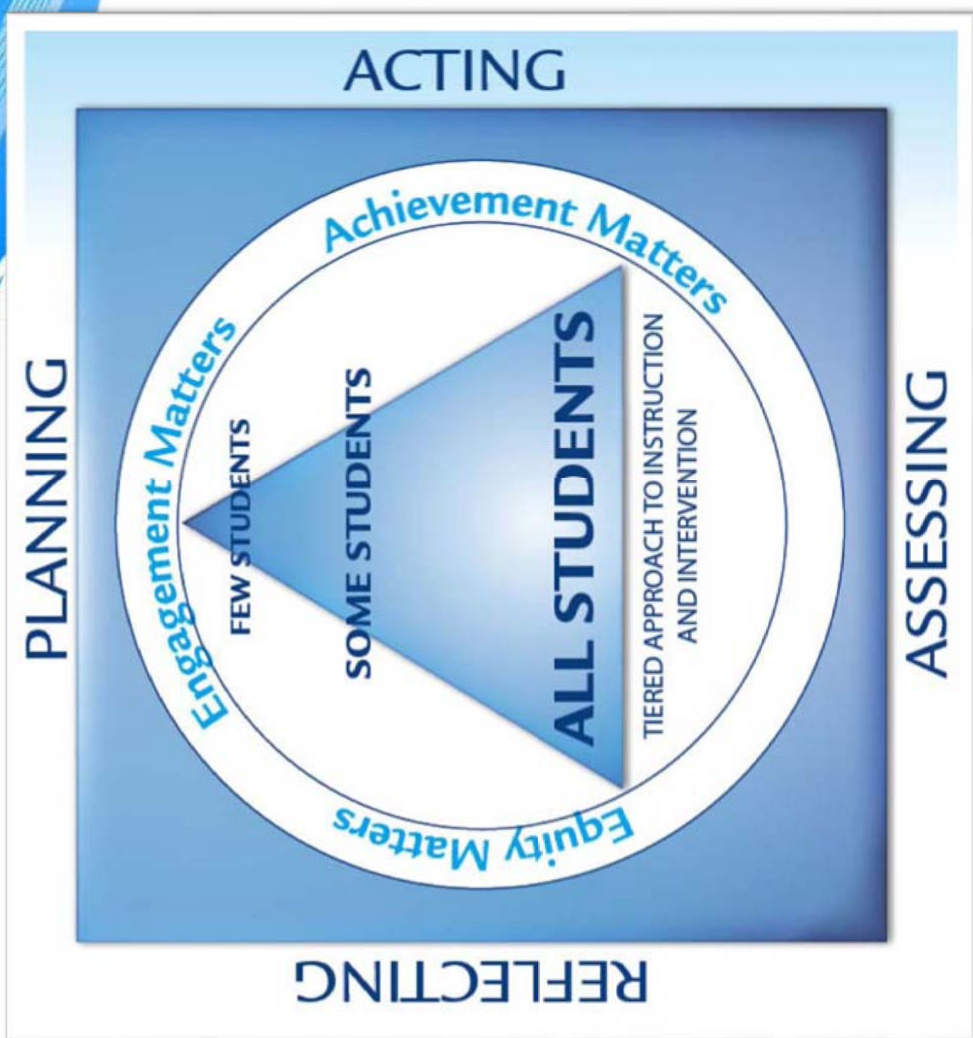 PLANNING
ACTING
ASSESSING
REFLECTING
Engagement Matters
Achievement Matters
Equity Matters
FEW STUDENTS
SOME STUDENTS
ALL STUDENTS
TIERED APPROACH TO INSTRUCTION
AND INTERVENTION